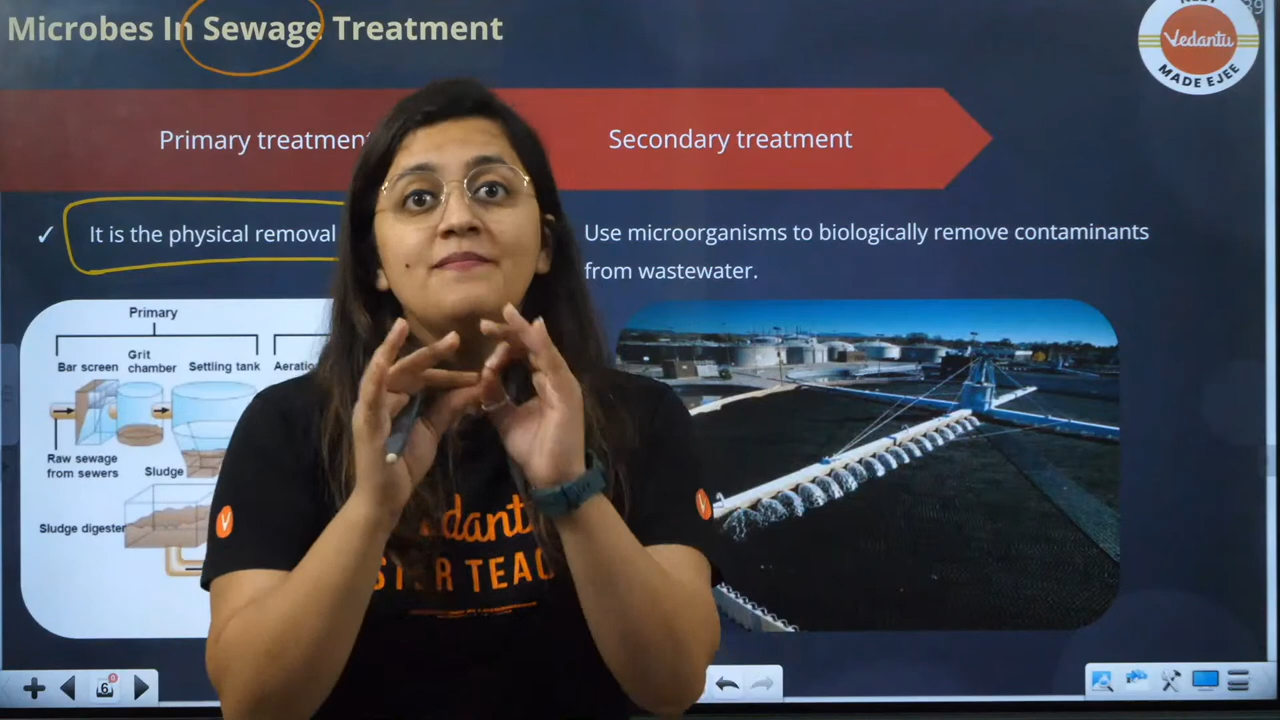 Microbes In Sewage Treatment
Vedantu
MADE EJEE
Primary treatment
Secondary treatment
✓ It is the physical removal
Use microorganisms to biologically remove contaminants
from wastewater.
Primary
Bar screen
Grit
chamber
Settling tank
Raw sewage
from sewers
Sludge
Sludge digester
6